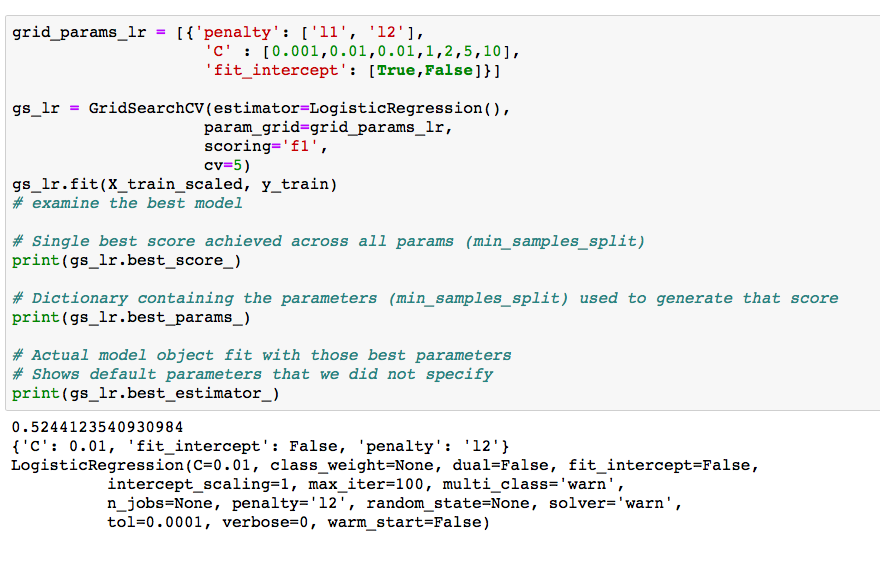 grid_params_lr = [{'penalty': ['l1', 'l2'],
'C' : [0.001,0.01,0.01,1,2,5,10],
'fit_intercept': [True,False]}]
gs_lr = GridSearchCV(estimator=LogisticRegression(),
param_grid=grid_params_lr,
scoring='f1',
cv=5)
gs_lr.fit(X_train_scaled, y_train)
# examine the best model
# Single best score achieved across all params (min_samples_split)
print(gs_lr.best_score_)
# Dictionary containing the parameters (min_samples_split) used to generate that score
print(gs_lr.best_params_)
# Actual model object fit with those best parameters
# Shows default parameters that we did not specify
print(gs_lr.best_estimator_)
0.5244123540930984
{'C': 0.01, 'fit_intercept': False, 'penalty': 'l2'}
LogisticRegression(C=0.01, class_weight=None, dual=False, fit_intercept=False,
intercept_scaling=1, max_iter=100, multi_class='warn',
n_jobs=None, penalty='l2', random_state=None, solver='warn',
tol=0.0001, verbose=0, warm_start=False)